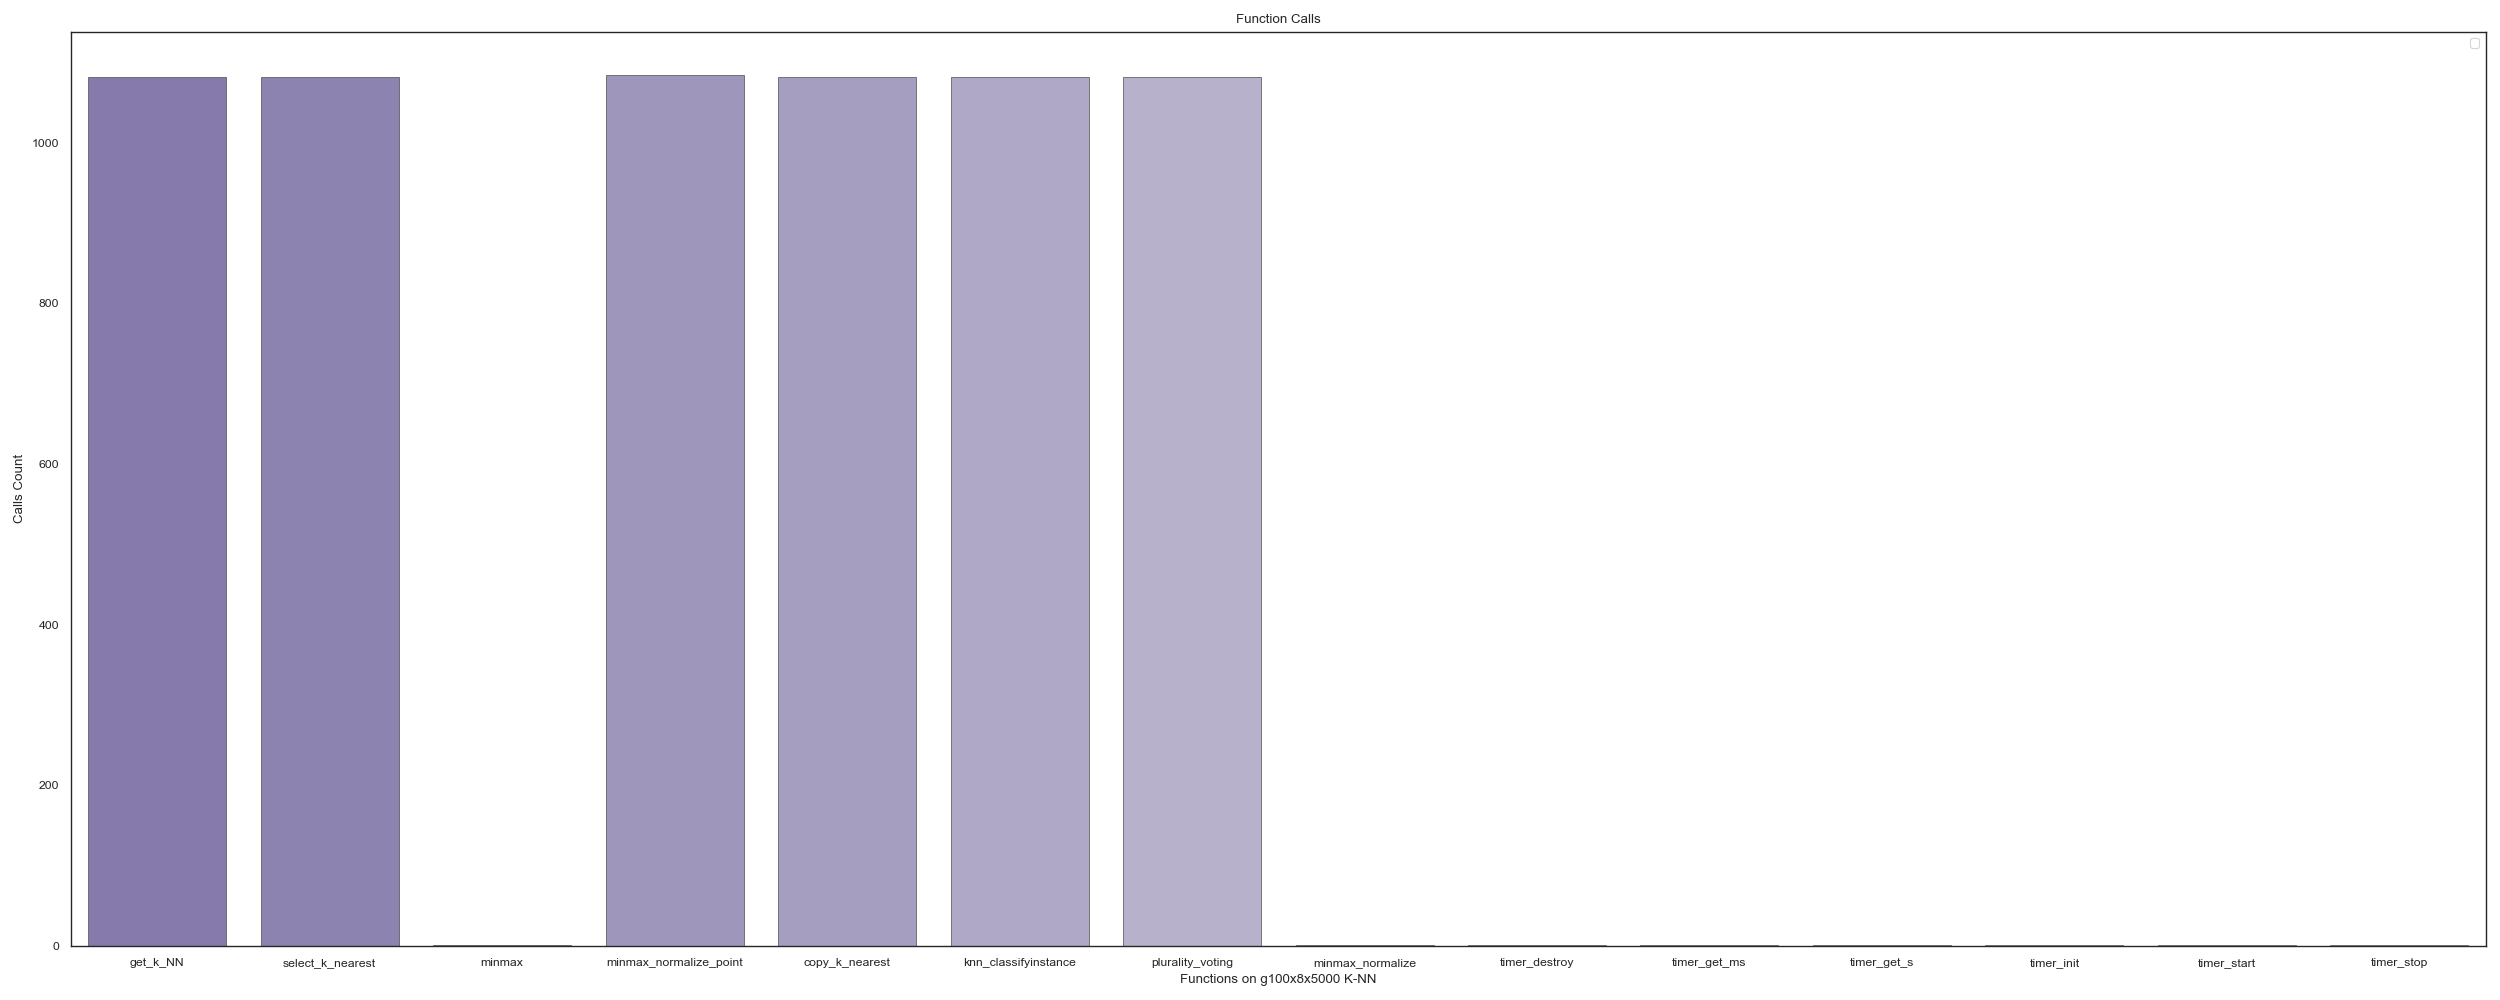 Function Calls
1000
800
600
400
200
0
Calls Count
get_k_NN select_k_nearest minmax minmax_normalize_point copy_k_nearest knn_classifyinstance plurality_voting minmax_normalize timer_destroy timer_get_ms timer_get_s timer_init timer_start timer_stop
Functions on g100x8x5000 K-NN